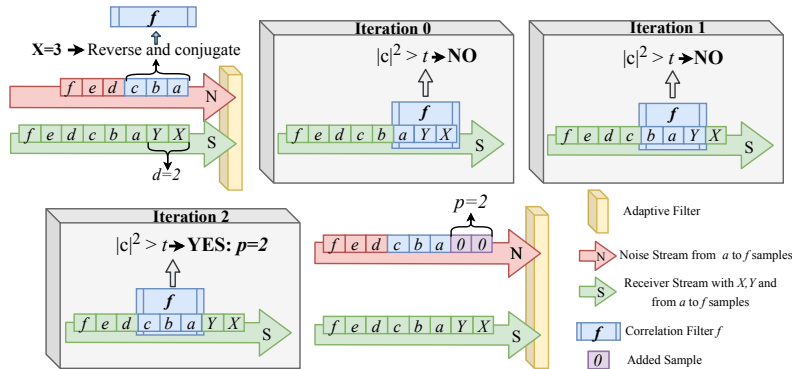 f
X=3 → Reverse and conjugate
f e d c b a N
f e d c b a Y X S
d=2
Iteration 0
|c|² > t → NO
f
f e d c b a Y X S
Iteration 1
|c|² > t → NO
f
f e d c b a Y X S
Iteration 2
|c|² > t → YES: p=2
f
f e d c b a Y X S
p=2
f e d c b a 0 0 N
f e d c b a Y X S
Adaptive Filter
N Noise Stream from a to f samples
S Receiver Stream with X,Y and
from a to f samples
f Correlation Filter f
0 Added Sample